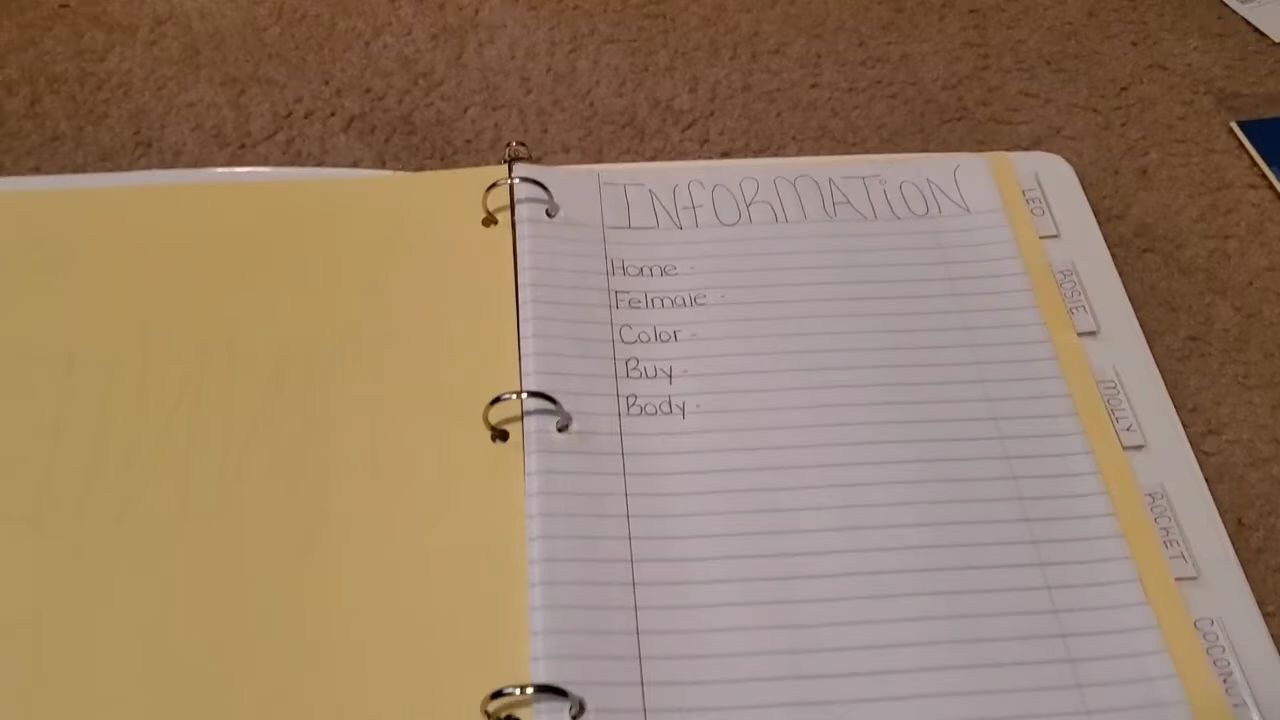 INFORMATION
Home -
Felmale -
Color -
Buy -
Body -
LEO
ROSIE
MOLLY
ROCKET
COCONU